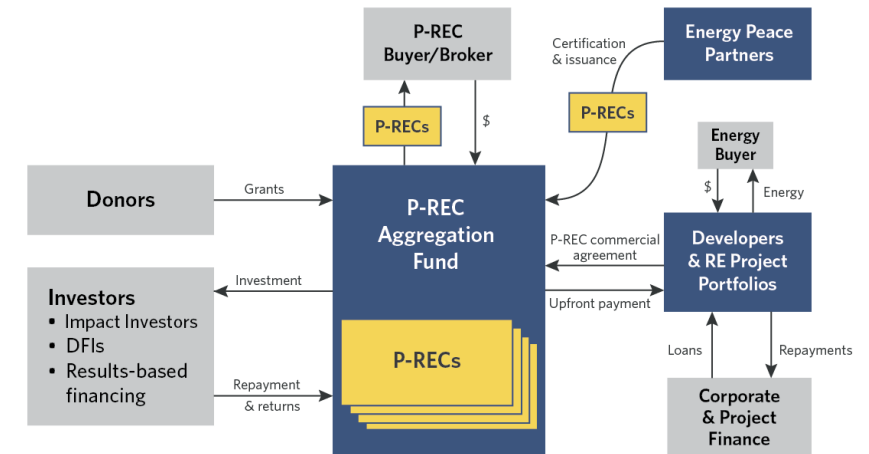 P-REC
Buyer/Broker
Energy Peace
Partners
Certification
& issuance
P-RECs
P-RECs
$
Energy
Buyer
$
Energy
Donors
Grants
P-REC
Aggregation
Fund
P-REC commercial
agreement
Developers
& RE Project
Portfolios
Upfront payment
Investors
• Impact Investors
• DFIs
• Results-based
financing
Investment
Repayment
& returns
P-RECs
Loans
Repayments
Corporate
& Project
Finance